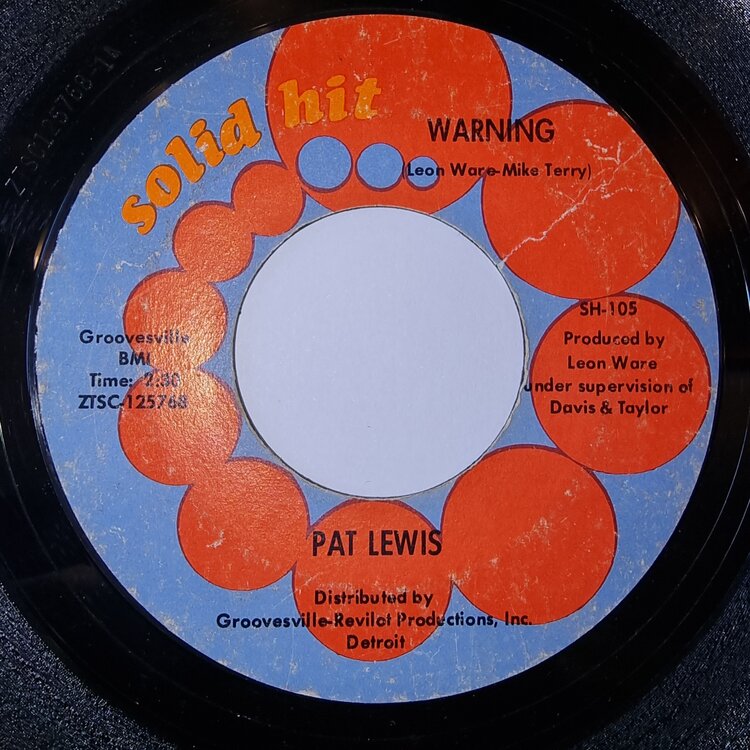 solid hit
WARNING
(Leon Ware-Mike Terry)
Groovesville
BMI
Time: 2:30
ZTSC-125768
SH-105
Produced by
Leon Ware
under supervision of
Davis & Taylor
PAT LEWIS
Distributed by
Groovesville-Revilot Productions, Inc.
Detroit